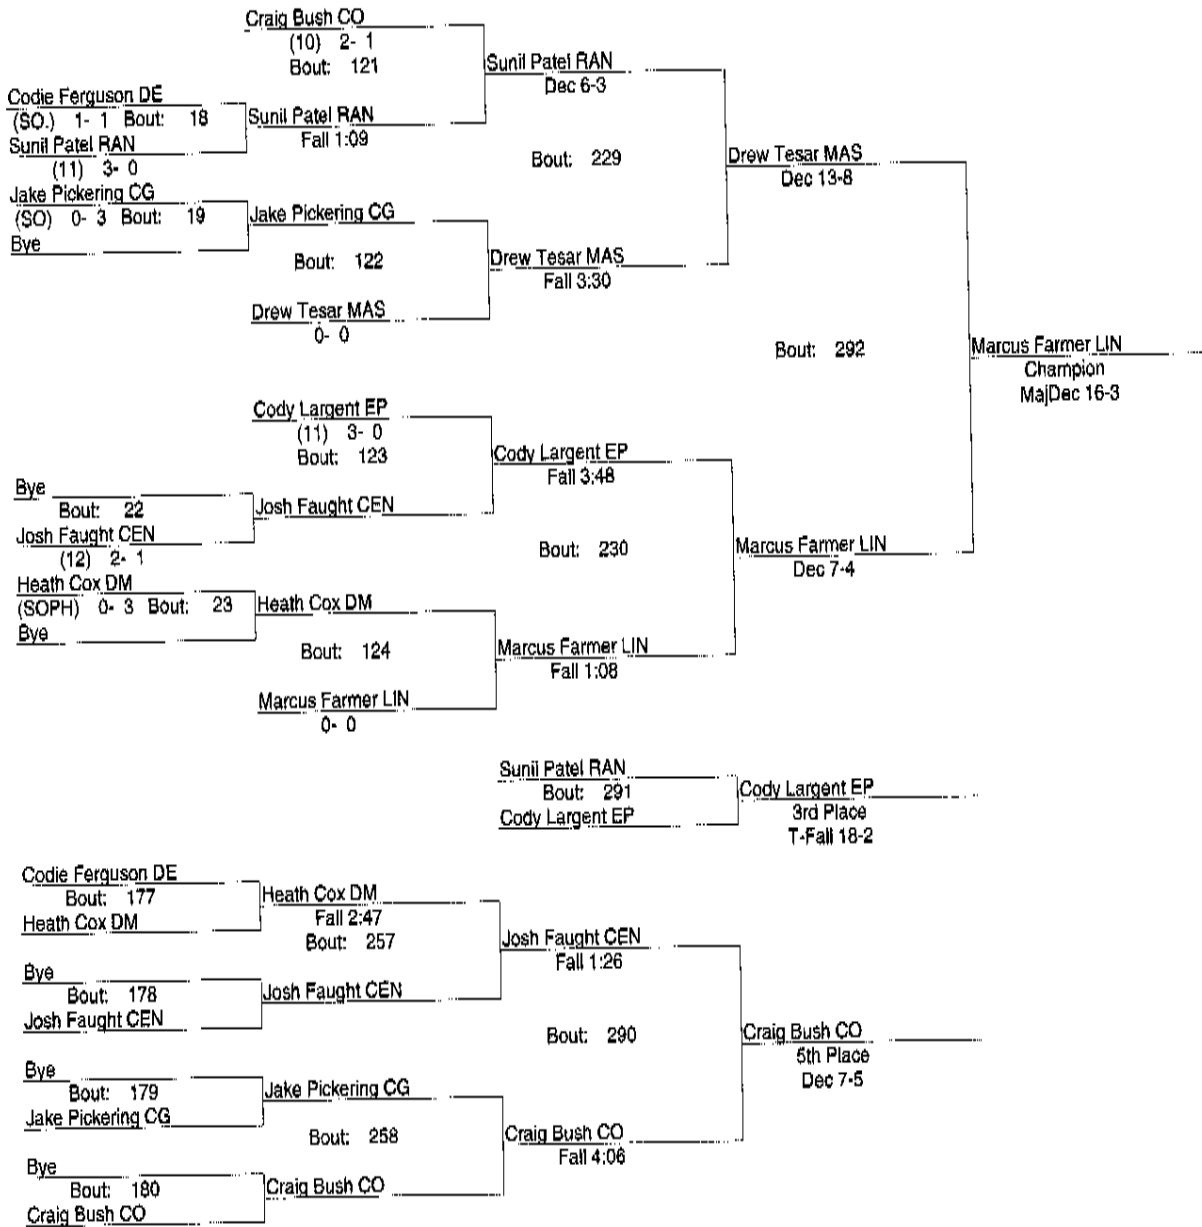 Craig Bush CO
(10) 2- 1
Bout: 121
Sunil Patel RAN
Dec 6-3
Codie Ferguson DE
(SO.) 1- 1 Bout: 18
Sunil Patel RAN
Fall 1:09
Sunil Patel RAN
(11) 3- 0
Bout: 229
Drew Tesar MAS
Dec 13-8
Jake Pickering CG
(SO) 0- 3 Bout: 19
Jake Pickering CG
Bye
Bout: 122
Drew Tesar MAS
Fall 3:30
Drew Tesar MAS
0- 0
Bout: 292
Marcus Farmer LIN
Champion
MajDec 16-3
Cody Largent EP
(11) 3- 0
Bout: 123
Cody Largent EP
Fall 3:48
Bye
Bout: 22
Josh Faught CEN
Josh Faught CEN
(12) 2- 1
Bout: 230
Marcus Farmer LIN
Dec 7-4
Heath Cox DM
(SOPH) 0- 3 Bout: 23
Heath Cox DM
Bye
Bout: 124
Marcus Farmer LIN
Fall 1:08
Marcus Farmer LIN
0- 0
Sunil Patel RAN
Bout: 291
Cody Largent EP
Cody Largent EP
3rd Place
T-Fall 18-2
Codie Ferguson DE
Bout: 177
Heath Cox DM
Heath Cox DM
Fall 2:47
Bout: 257
Josh Faught CEN
Fall 1:26
Bye
Bout: 178
Josh Faught CEN
Josh Faught CEN
Bout: 290
Craig Bush CO
5th Place
Dec 7-5
Bye
Bout: 179
Jake Pickering CG
Jake Pickering CG
Bout: 258
Craig Bush CO
Fall 4:06
Bye
Bout: 180
Craig Bush CO
Craig Bush CO